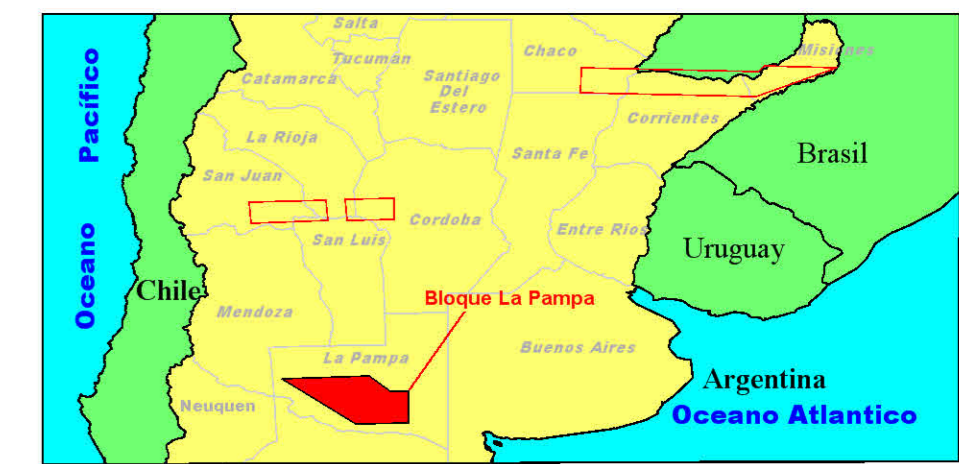 Salta
Tucumán
Chaco
Misiones
Catamarca
Santiago
Del
Estero
Corrientes
La Rioja
Santa Fe
Brasil
San Juan
Cordoba
San Luis
Entre Rios
Uruguay
Oceano Pacífico
Chile
Bloque La Pampa
Mendoza
La Pampa
Buenos Aires
Argentina
Neuquen
Oceano Atlantico